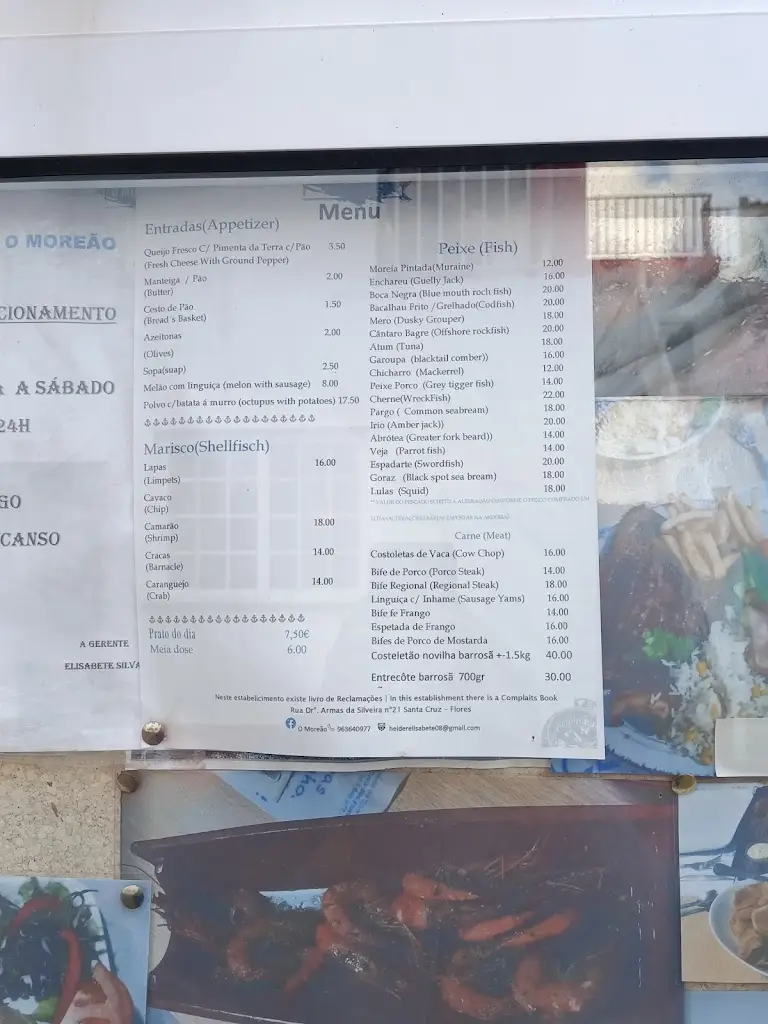 O MOREÃO
CIONAMENTO
A SÁBADO
24H
GO
CANSO
A GERENTE
ELISABETE SILVA
Menu
Entradas(Appetizer)
Queijo Fresco C/ Pimenta da Terra c/Pão 3.50
(Fresh Cheese With Ground Pepper)
Manteiga / Pão 2.00
(Butter)
Cesto de Pão 1.50
(Bread´s Basket)
Azeitonas 2.00
(Olives)
Sopa(suap) 2.50
Melão com linguiça (melon with sausage) 8.00
Polvo c/batata á murro (octupus with potatoes) 17.50
Marisco(Shellfisch)
Lapas 16.00
(Limpets)
Cavaco
(Chip)
Camarão 18.00
(Shrimp)
Cracas 14.00
(Barnacle)
Caranguejo 14.00
(Crab)
Prato do dia 7,50€
Meia dose 6.00
Peixe (Fish)
Moreia Pintada(Muraine) 12.00
Enchareu (Guelly Jack) 16.00
Boca Negra (Blue mouth roch fish) 20.00
Bacalhau Frito /Grelhado(Codfish) 20.00
Mero (Dusky Grouper) 18.00
Cântaro Bagre (Offshore rockfish) 20.00
Atum (Tuna) 18.00
Garoupa (blacktail comber)) 16.00
Chicharro (Mackerrel) 12.00
Peixe Porco (Grey tigger fish) 14.00
Cherne(WreckFish) 22.00
Pargo ( Common seabream) 18.00
Irio (Amber jack)) 20.00
Abrótea (Greater fork beard)) 14.00
Veja (Parrot fish) 14.00
Espadarte (Swordfish) 20.00
Goraz (Black spot sea bream) 18.00
Lulas (Squid) 18.00
Carne (Meat)
Costoletas de Vaca (Cow Chop) 16.00
Bife de Porco (Porco Steak) 14.00
Bife Regional (Regional Steak) 18.00
Linguiça c/ Inhame (Sausage Yams) 16.00
Bife fe Frango 14.00
Espetada de Frango 16.00
Bifes de Porco de Mostarda 16.00
Costeletão novilha barrosã +-1.5kg 40.00
Entrecôte barrosã 700gr 30.00
Neste estabelicimento existe livro de Reclamações | In this establishment there is a Complaits Book
Rua Drº. Armas da Silveira nº21 Santa Cruz – Flores
O Moreão 963640977 heiderelisabete08@gmail.com